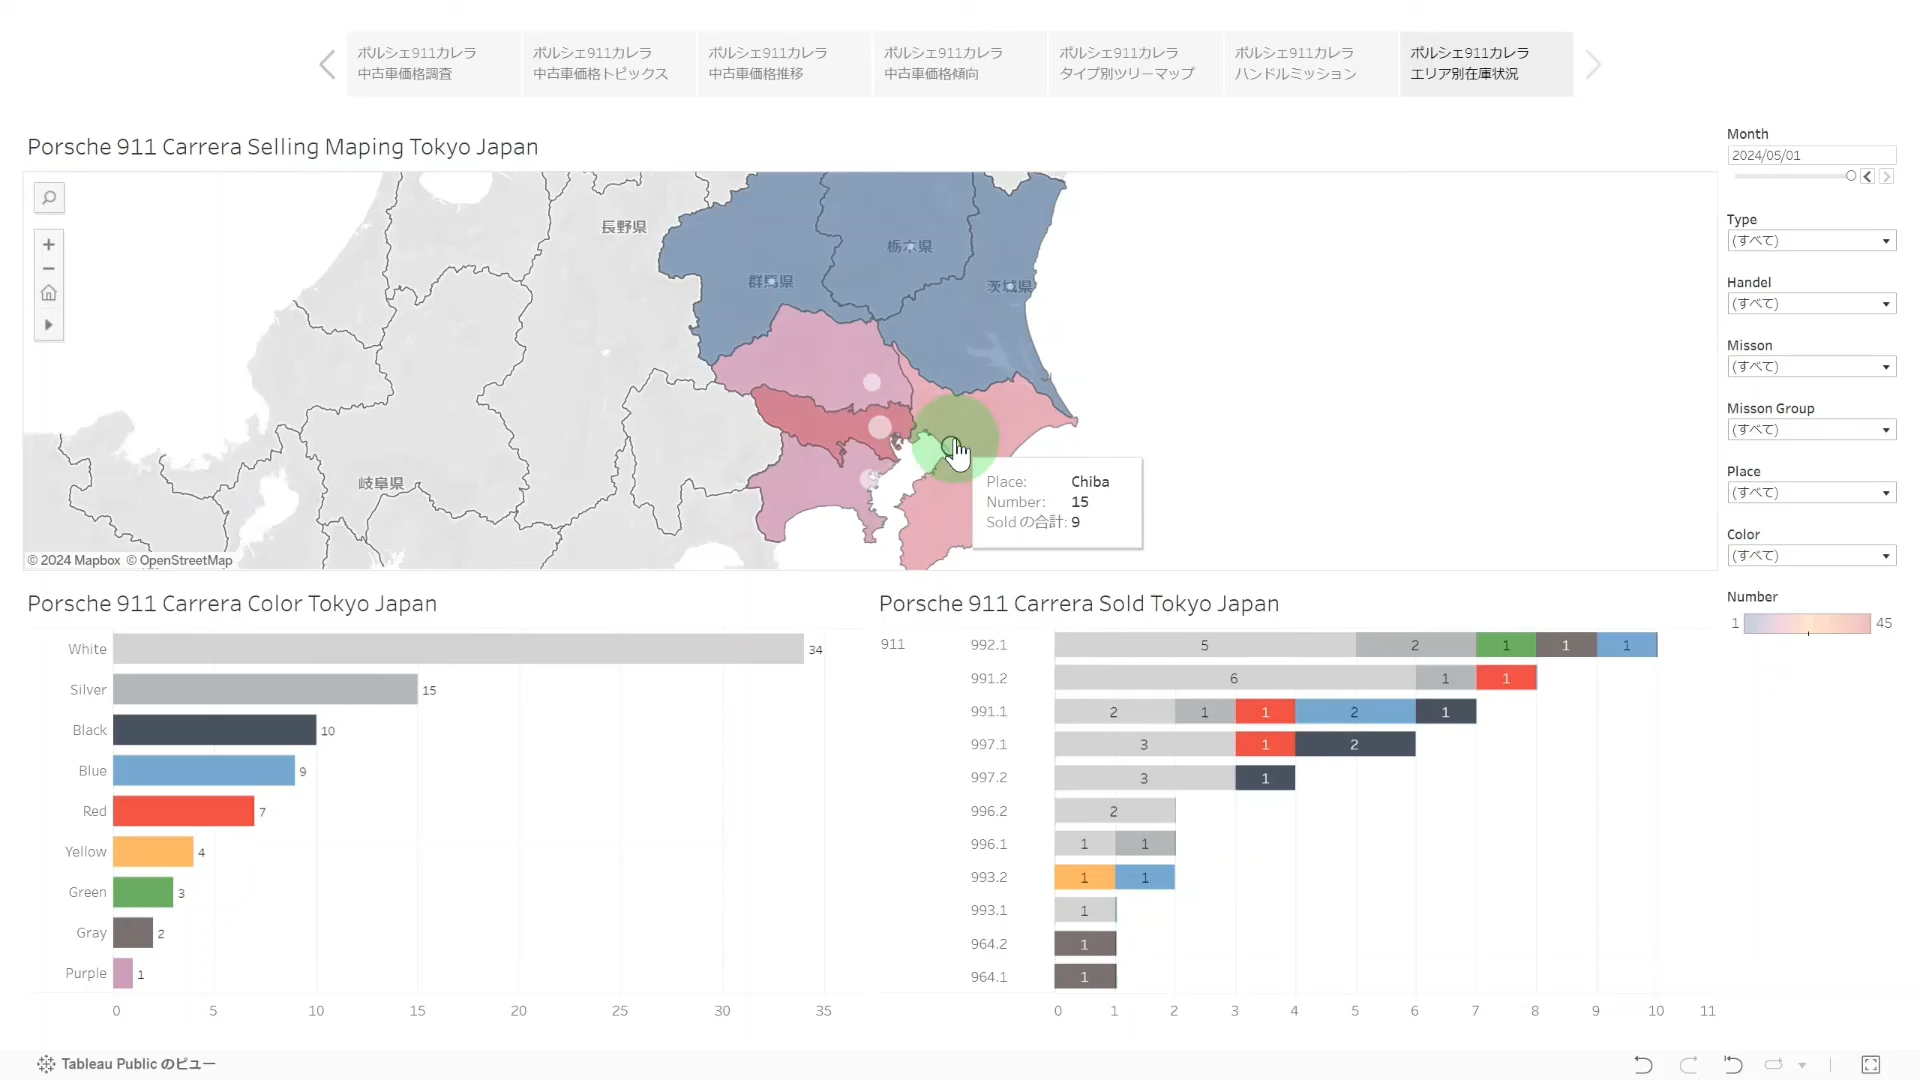 ポルシェ911カレラ
中古車価格調査
ポルシェ911カレラ
中古車価格トピックス
ポルシェ911カレラ
中古車価格推移
ポルシェ911カレラ
中古車価格傾向
ポルシェ911カレラ
タイプ別ツリーマップ
ポルシェ911カレラ
ハンドルミッション
ポルシェ911カレラ
エリア別在庫状況
Porsche 911 Carrera Selling Maping Tokyo Japan
長野県
栃木県
群馬県
茨城県
岐阜県
Place: Chiba
Number: 15
Sold の合計: 9
© 2024 Mapbox © OpenStreetMap
Month
2024/05/01
Type
(すべて)
Handel
(すべて)
Misson
(すべて)
Misson Group
(すべて)
Place
(すべて)
Color
(すべて)
Number
1 45
Porsche 911 Carrera Color Tokyo Japan
White 34
Silver 15
Black 10
Blue 9
Red 7
Yellow 4
Green 3
Gray 2
Purple 1
0 5 10 15 20 25 30 35
Porsche 911 Carrera Sold Tokyo Japan
911 992.1 5 2 1 1 1
991.2 6 1 1
991.1 2 1 1 2 1
997.1 3 1 2
997.2 3 1
996.2 2
996.1 1 1
993.2 1 1
993.1 1
964.2 1
964.1 1
0 1 2 3 4 5 6 7 8 9 10 11
Tableau Public のビュー